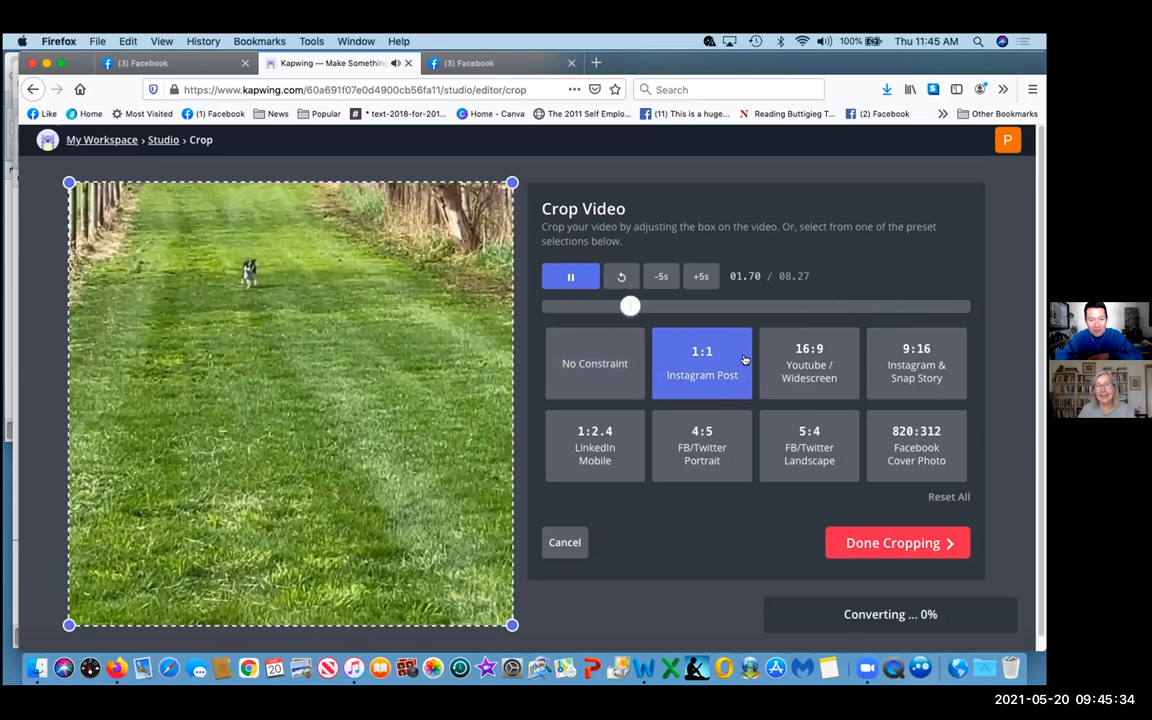 Firefox File Edit View History Bookmarks Tools Window Help 100% Thu 11:45 AM
(3) Facebook Kapwing — Make Something (3) Facebook
https://www.kapwing.com/60a691f07e0d4900cb56fa11/studio/editor/crop Search
Like Home Most Visited (1) Facebook News Popular * text-2018-for-201... Home - Canva The 2011 Self Emplo... (11) This is a huge... Reading Buttigieg T... (2) Facebook Other Bookmarks
My Workspace › Studio › Crop P
Crop Video
Crop your video by adjusting the box on the video. Or, select from one of the preset
selections below.
-5s +5s 01.70 / 08.27
No Constraint
1:1
Instagram Post
16:9
Youtube /
Widescreen
9:16
Instagram &
Snap Story
1:2.4
LinkedIn
Mobile
4:5
FB/Twitter
Portrait
5:4
FB/Twitter
Landscape
820:312
Facebook
Cover Photo
Reset All
Cancel Done Cropping
Converting ... 0%
2021-05-20 09:45:34